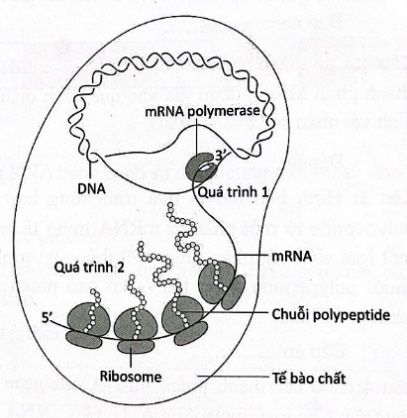 mRNA polymerase
3'
DNA
Quá trình 1
mRNA
Quá trình 2
Chuỗi polypeptide
5'
Ribosome
Tế bào chất